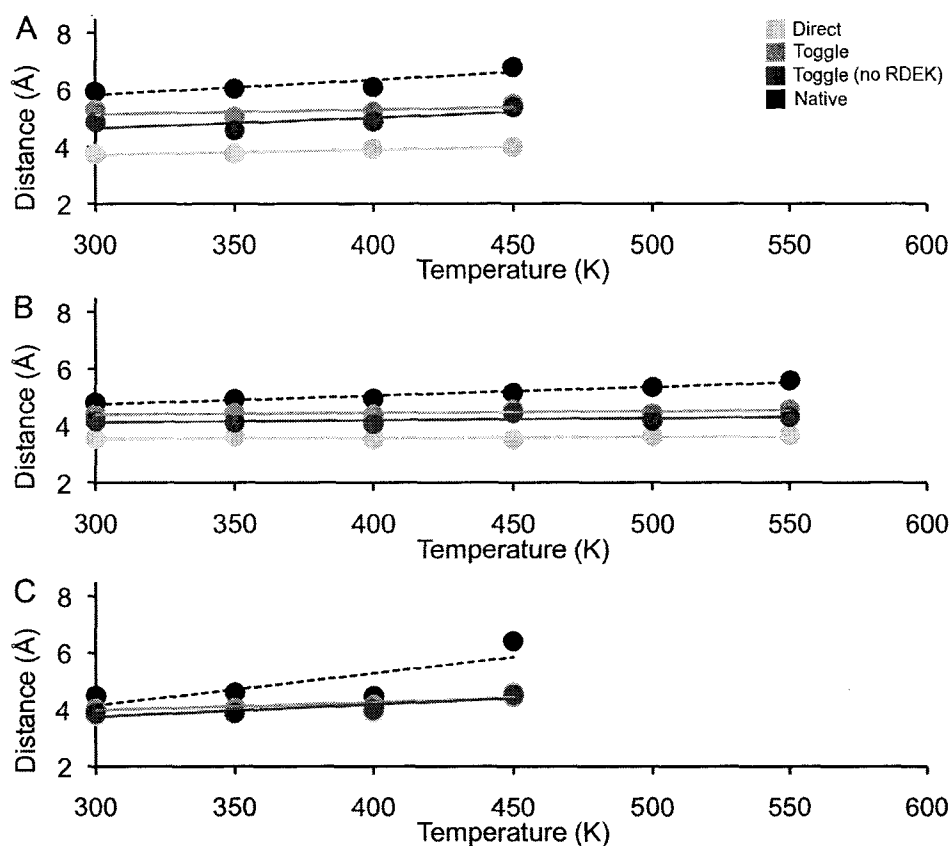 A
8
6
4
2
Distance (Å)
300 350 400 450 500 550 600
Temperature (K)
Direct
Toggle
Toggle (no RDEK)
Native
B
8
6
4
2
Distance (Å)
300 350 400 450 500 550 600
Temperature (K)
C
8
6
4
2
Distance (Å)
300 350 400 450 500 550 600
Temperature (K)